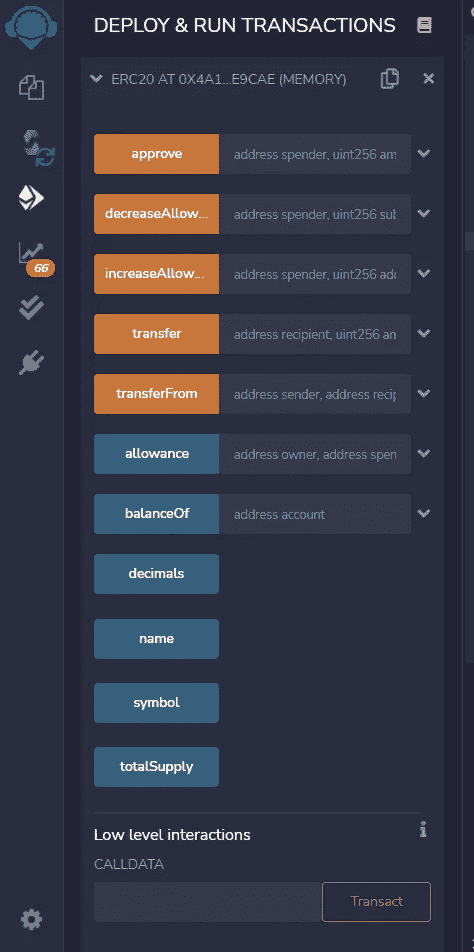 DEPLOY & RUN TRANSACTIONS
ERC20 AT 0X4A1...E9CAE (MEMORY)
approve address spender, uint256 am
decreaseAllow... address spender, uint256 sub
66
increaseAllow... address spender, uint256 add
transfer address recipient, uint256 am
transferFrom address sender, address recip
allowance address owner, address spen
balanceOf address account
decimals
name
symbol
totalSupply
Low level interactions
CALLDATA
Transact